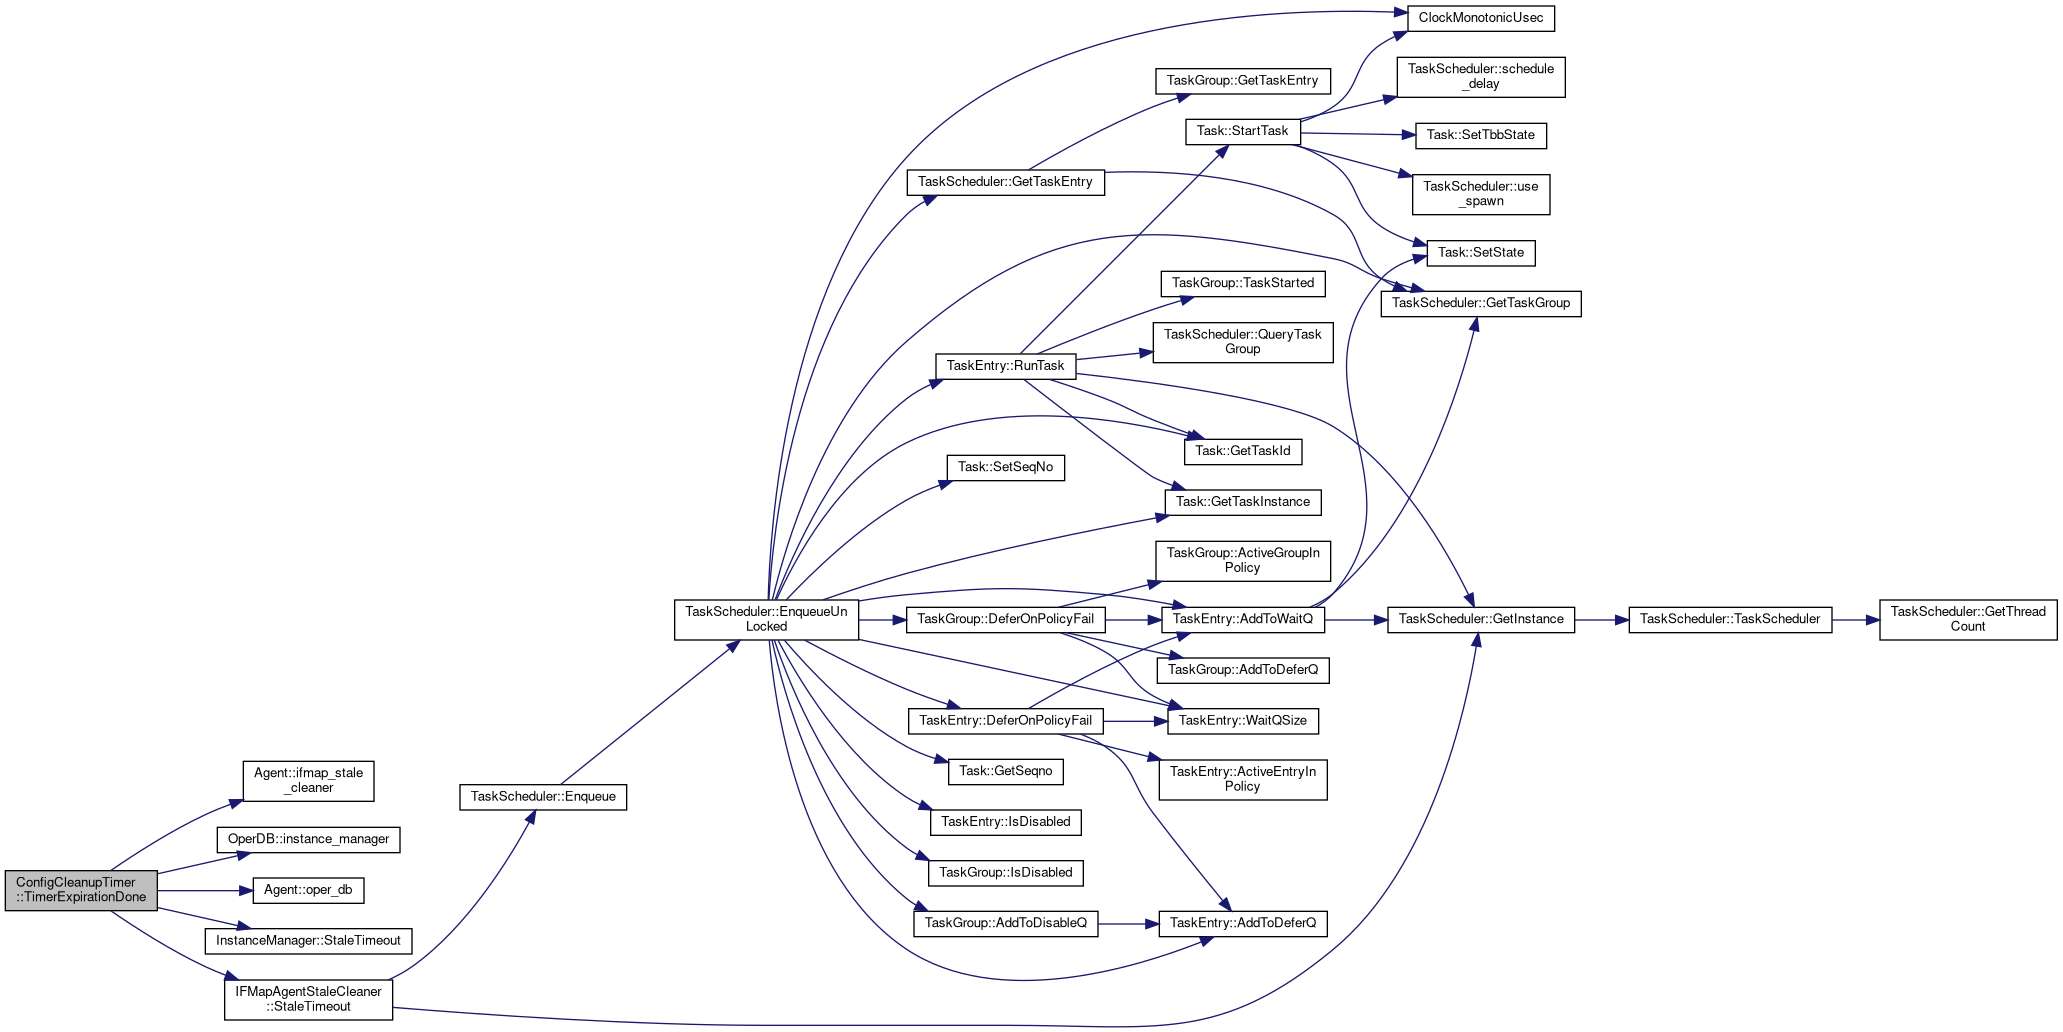 ClockMonotonicUsec
TaskScheduler::schedule
_delay
TaskGroup::GetTaskEntry
Task::StartTask
Task::SetTbbState
TaskScheduler::GetTaskEntry
TaskScheduler::use
_spawn
Task::SetState
TaskGroup::TaskStarted
TaskScheduler::GetTaskGroup
TaskScheduler::QueryTask
Group
TaskEntry::RunTask
Task::GetTaskId
Task::SetSeqNo
Task::GetTaskInstance
TaskGroup::ActiveGroupIn
Policy
TaskScheduler::EnqueueUn
Locked
TaskGroup::DeferOnPolicyFail
TaskEntry::AddToWaitQ
TaskScheduler::GetInstance
TaskScheduler::TaskScheduler
TaskScheduler::GetThread
Count
TaskGroup::AddToDeferQ
TaskEntry::DeferOnPolicyFail
TaskEntry::WaitQSize
Agent::ifmap_stale
_cleaner
Task::GetSeqno
TaskEntry::ActiveEntryIn
Policy
TaskScheduler::Enqueue
TaskEntry::IsDisabled
OperDB::instance_manager
TaskGroup::IsDisabled
ConfigCleanupTimer
::TimerExpirationDone
Agent::oper_db
TaskGroup::AddToDisableQ
TaskEntry::AddToDeferQ
InstanceManager::StaleTimeout
IFMapAgentStaleCleaner
::StaleTimeout